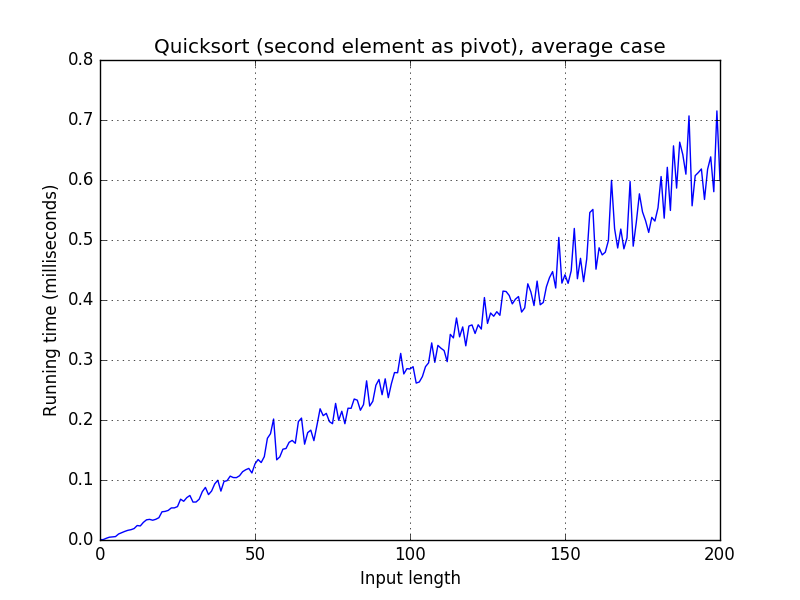 Quicksort (second element as pivot), average case
0.8
0.7
0.6
0.5
0.4
0.3
0.2
0.1
0.0
Running time (milliseconds)
0 50 100 150 200
Input length